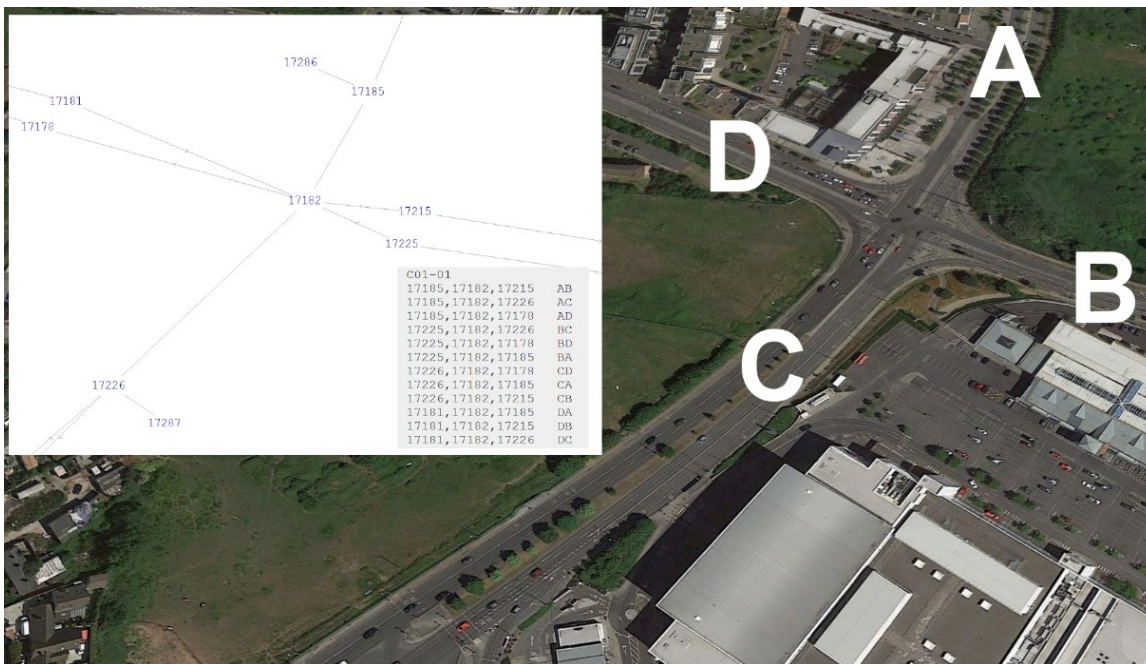 17286
17185
17181
17178
17182
17215
17225
17226
17287
C01-01
17185,17182,17215 AB
17185,17182,17226 AC
17185,17182,17178 AD
17225,17182,17226 BC
17225,17182,17178 BD
17225,17182,17185 BA
17226,17182,17178 CD
17226,17182,17185 CA
17226,17182,17215 CB
17181,17182,17185 DA
17181,17182,17215 DB
17181,17182,17226 DC
A
D
B
C